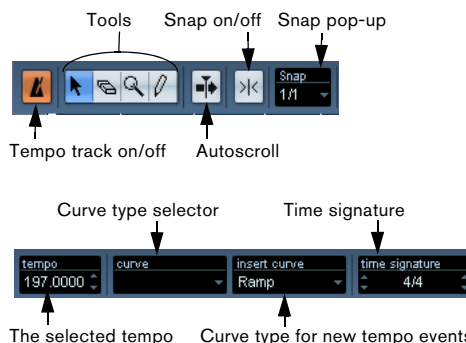 Tools Snap on/off Snap pop-up
Snap
1/1
Tempo track on/off Autoscroll
Curve type selector Time signature
tempo curve insert curve time signature
197.0000 Ramp 4/4
The selected tempo Curve type for new tempo events